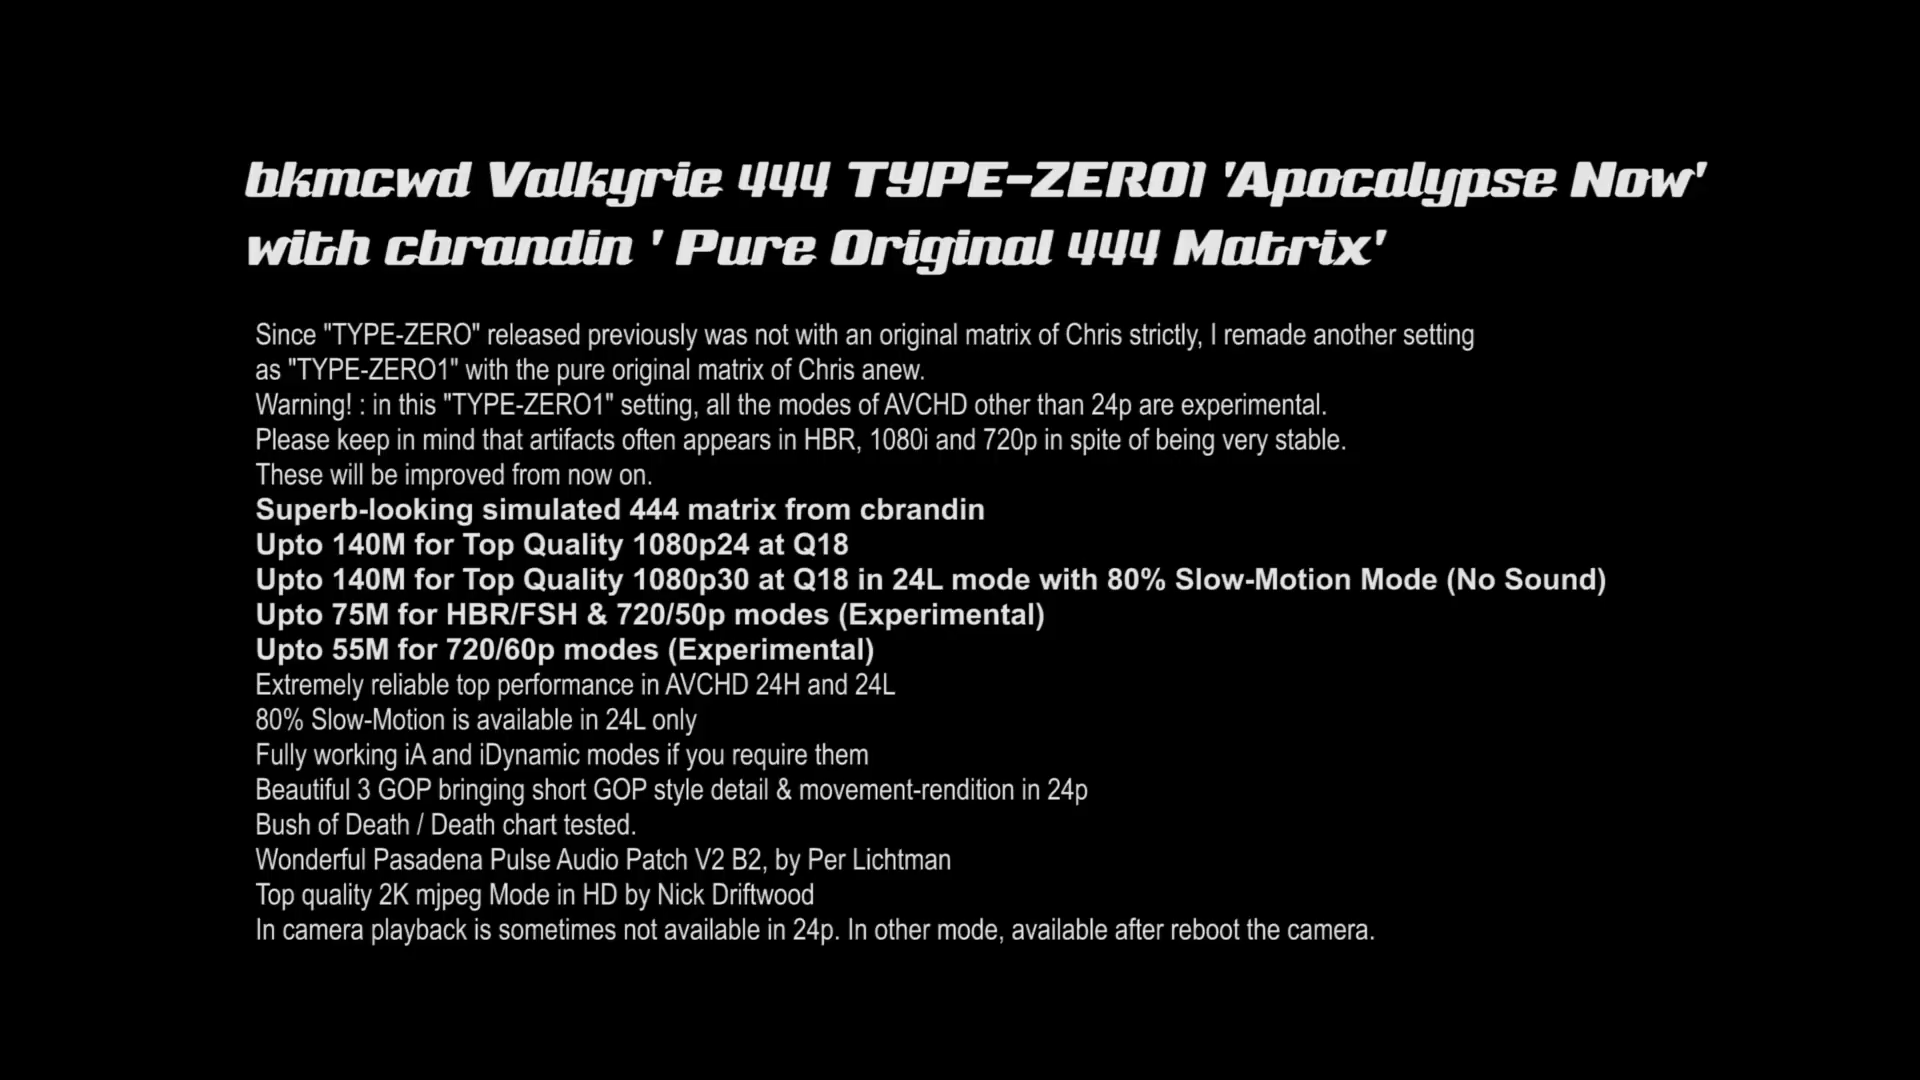 bkmcwd Valkyrie 444 TYPE-ZERO1 'Apocalypse Now'
with cbrandin ' Pure Original 444 Matrix'
Since "TYPE-ZERO" released previously was not with an original matrix of Chris strictly, I remade another setting
as "TYPE-ZERO1" with the pure original matrix of Chris anew.
Warning! : in this "TYPE-ZERO1" setting, all the modes of AVCHD other than 24p are experimental.
Please keep in mind that artifacts often appears in HBR, 1080i and 720p in spite of being very stable.
These will be improved from now on.
Superb-looking simulated 444 matrix from cbrandin
Upto 140M for Top Quality 1080p24 at Q18
Upto 140M for Top Quality 1080p30 at Q18 in 24L mode with 80% Slow-Motion Mode (No Sound)
Upto 75M for HBR/FSH & 720/50p modes (Experimental)
Upto 55M for 720/60p modes (Experimental)
Extremely reliable top performance in AVCHD 24H and 24L
80% Slow-Motion is available in 24L only
Fully working iA and iDynamic modes if you require them
Beautiful 3 GOP bringing short GOP style detail & movement-rendition in 24p
Bush of Death / Death chart tested.
Wonderful Pasadena Pulse Audio Patch V2 B2, by Per Lichtman
Top quality 2K mjpeg Mode in HD by Nick Driftwood
In camera playback is sometimes not available in 24p. In other mode, available after reboot the camera.